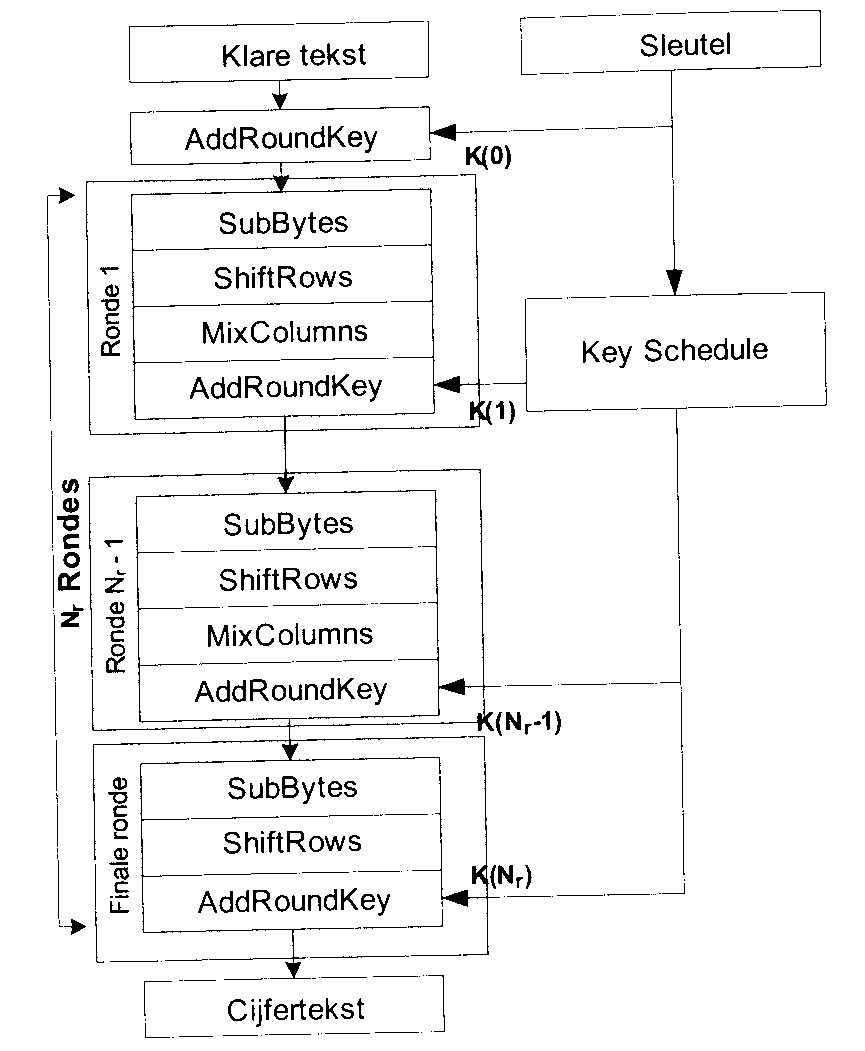 Klare tekst
Sleutel
AddRoundKey
K(0)
Ronde 1
SubBytes
ShiftRows
MixColumns
AddRoundKey
K(1)
Key Schedule
Nr Rondes
Ronde Nr - 1
SubBytes
ShiftRows
MixColumns
AddRoundKey
K(Nr-1)
Finale ronde
SubBytes
ShiftRows
AddRoundKey
K(Nr)
Cijfertekst